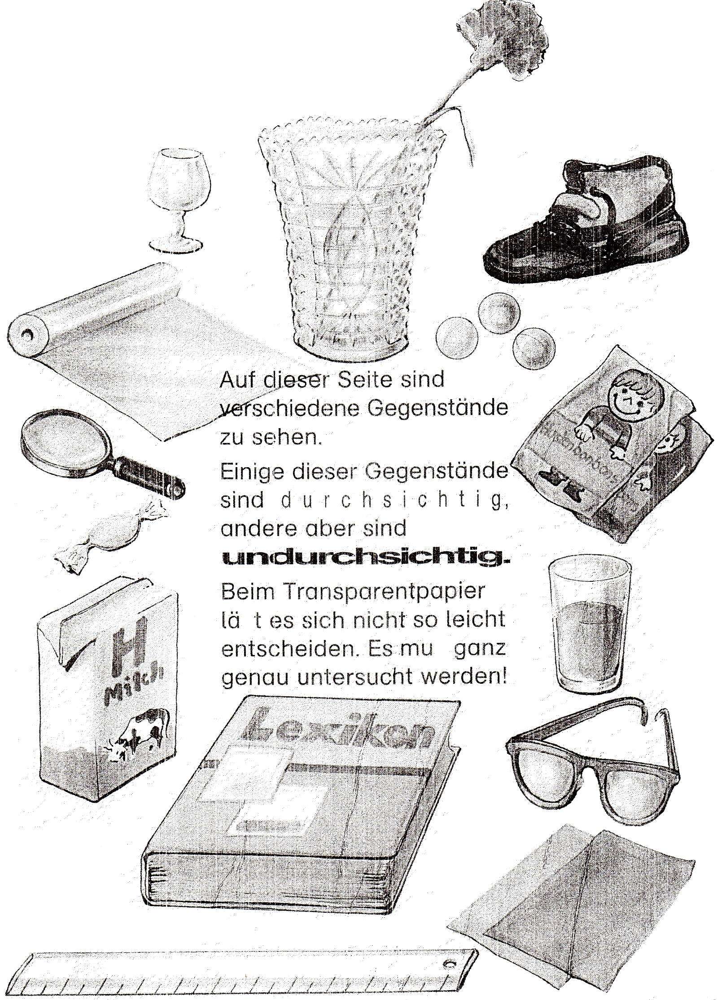 Auf dieser Seite sind
verschiedene Gegenstände
zu sehen.
Einige dieser Gegenstände
sind durchsichtig,
andere aber sind
undurchsichtig.
Beim Transparentpapier
lä t es sich nicht so leicht
entscheiden. Es mu ganz
genau untersucht werden!
H
Milch
Lexikon